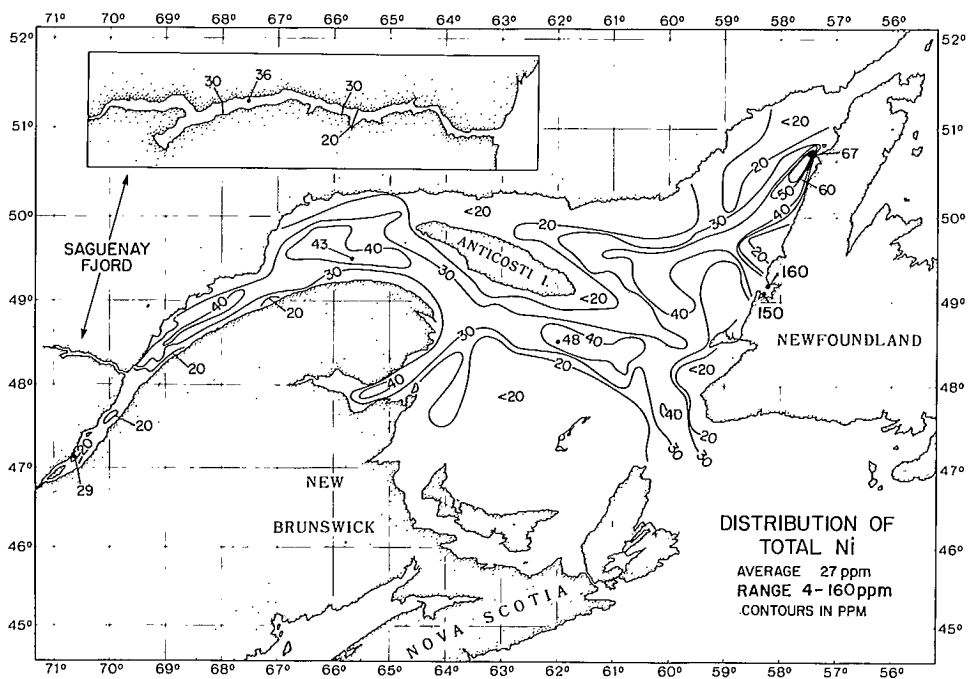 71° 70° 69° 68° 67° 66° 65° 64° 63° 62° 61° 60° 59° 58° 57° 56°
52° 52°
30 36 30
20
<20
51° 51°
20
67
50
60
40
50° <20 20 30 50°
SAGUENAY
FJORD
43 40 ANTICOSTI I.
20
30 30 160
<20
49° 40 20 40 150 49°
NEWFOUNDLAND
30 48 40
20 20 <20
48° 40 <20 48°
20 40
20
20 30 30
47° 29 47°
NEW
BRUNSWICK
DISTRIBUTION OF
TOTAL Ni
46° AVERAGE 27 ppm 46°
RANGE 4-160ppm
CONTOURS IN PPM
NOVA SCOTIA
45° 45°
71° 70° 69° 68° 67° 66° 65° 64° 63° 62° 61° 60° 59° 58° 57° 56°